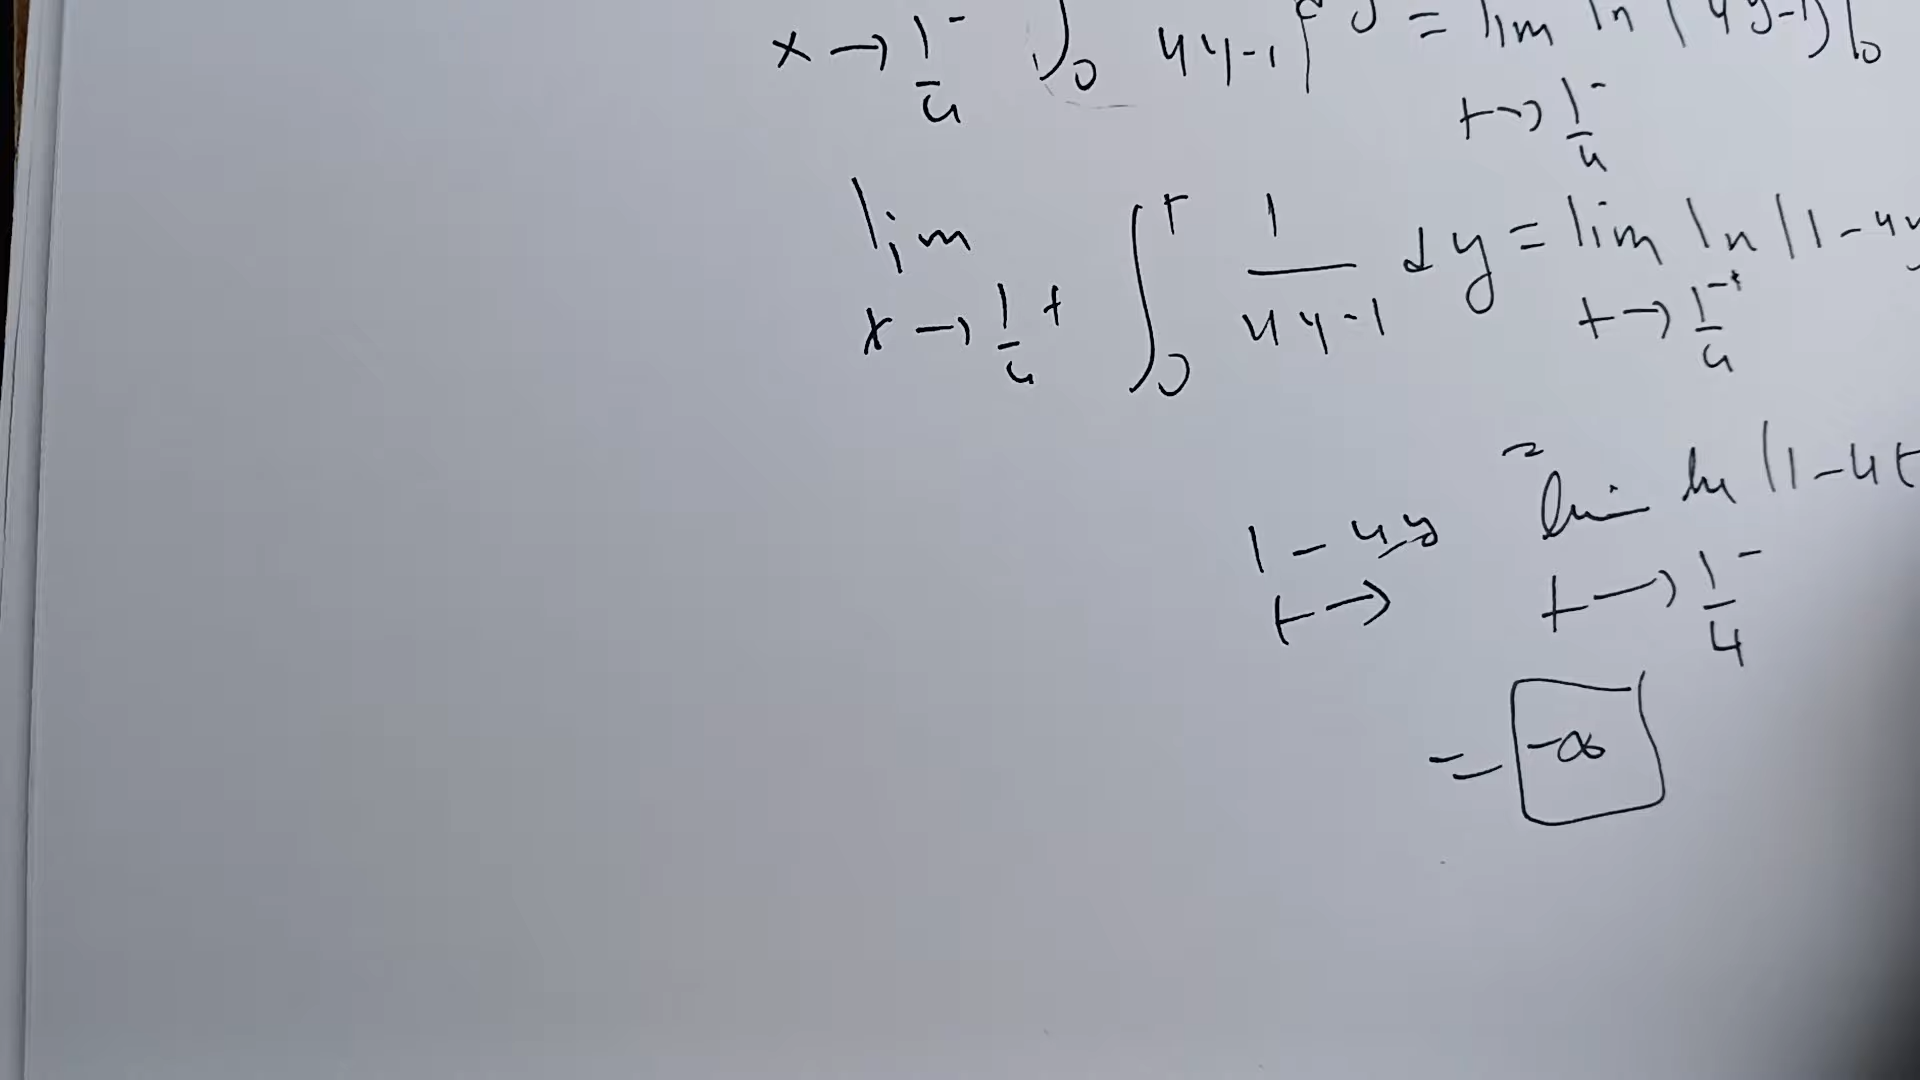 x → 1/4⁻ ∫₀ 4y-1 dy = lim ln |4y-1||₀
t → 1/4⁻
lim ∫₀ᵗ 1/(4y-1) dy = lim ln |1-4y
x → 1/4⁺ t → 1/4⁻⁺
= lim ln |1-4t
1-4y
t → t → 1/4⁻
= -∞